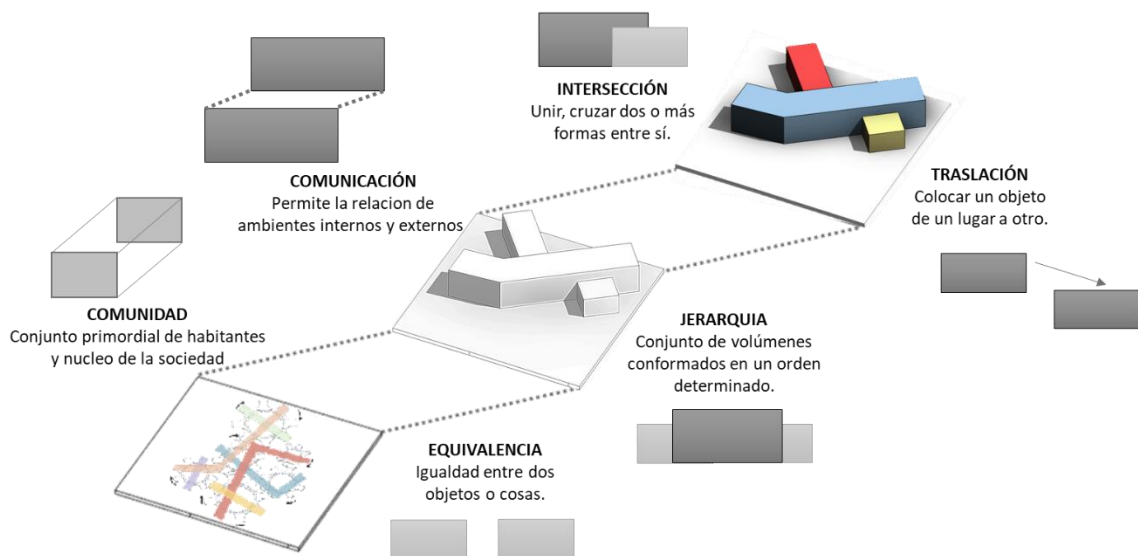 INTERSECCIÓN
Unir, cruzar dos o más
formas entre sí.
COMUNICACIÓN
Permite la relacion de
ambientes internos y externos
TRASLACIÓN
Colocar un objeto
de un lugar a otro.
COMUNIDAD
Conjunto primordial de habitantes
y nucleo de la sociedad
JERARQUIA
Conjunto de volúmenes
conformados en un orden
determinado.
EQUIVALENCIA
Igualdad entre dos
objetos o cosas.